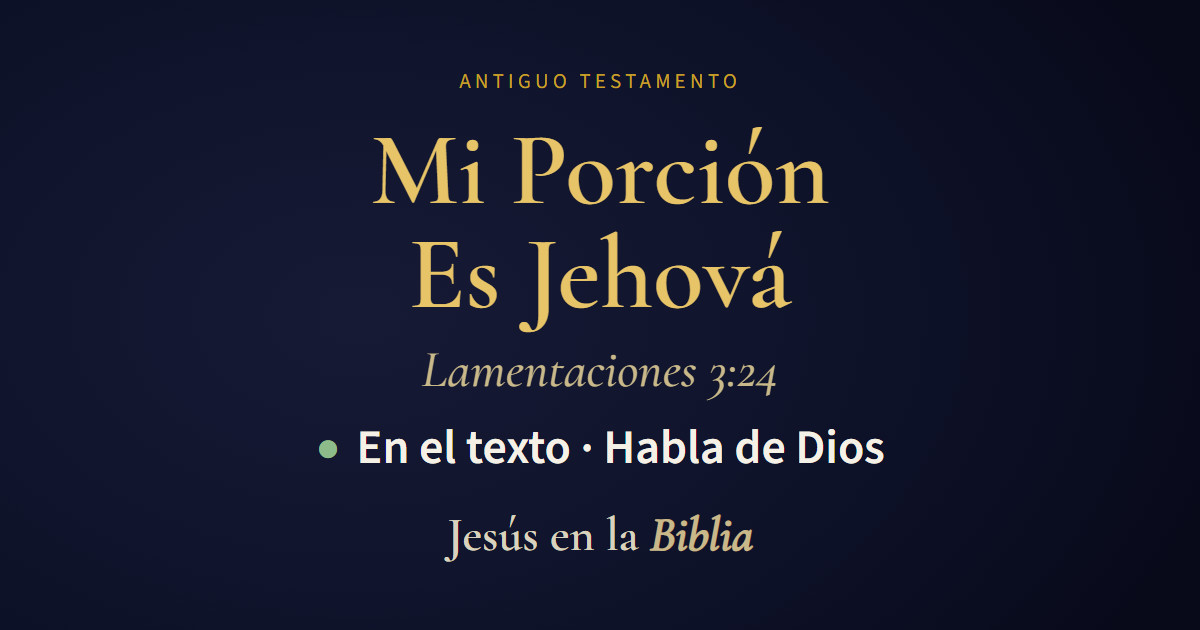 ANTIGUO TESTAMENTO
Mi Porción
Es Jehová
Lamentaciones 3:24
• En el texto · Habla de Dios
Jesús en la Biblia